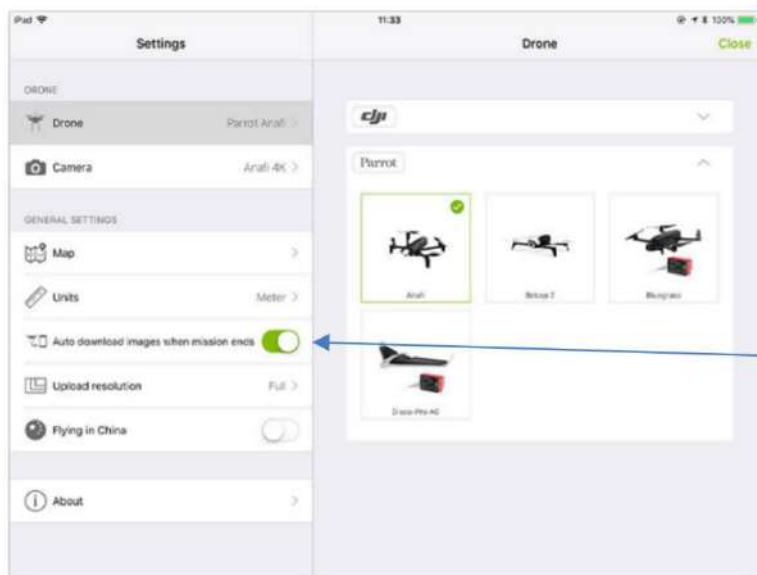 iPad
11:33
100%
Settings
Drone
Close
DRONE
Drone
Parrot Anafi
Camera
Anafi 4K
GENERAL SETTINGS
Map
Units
Meter
Auto download images when mission ends
Upload resolution
Full
Flying in China
About
dji
Parrot
Anafi
Bebop 2
Bluegrass
Disco-Pro AG